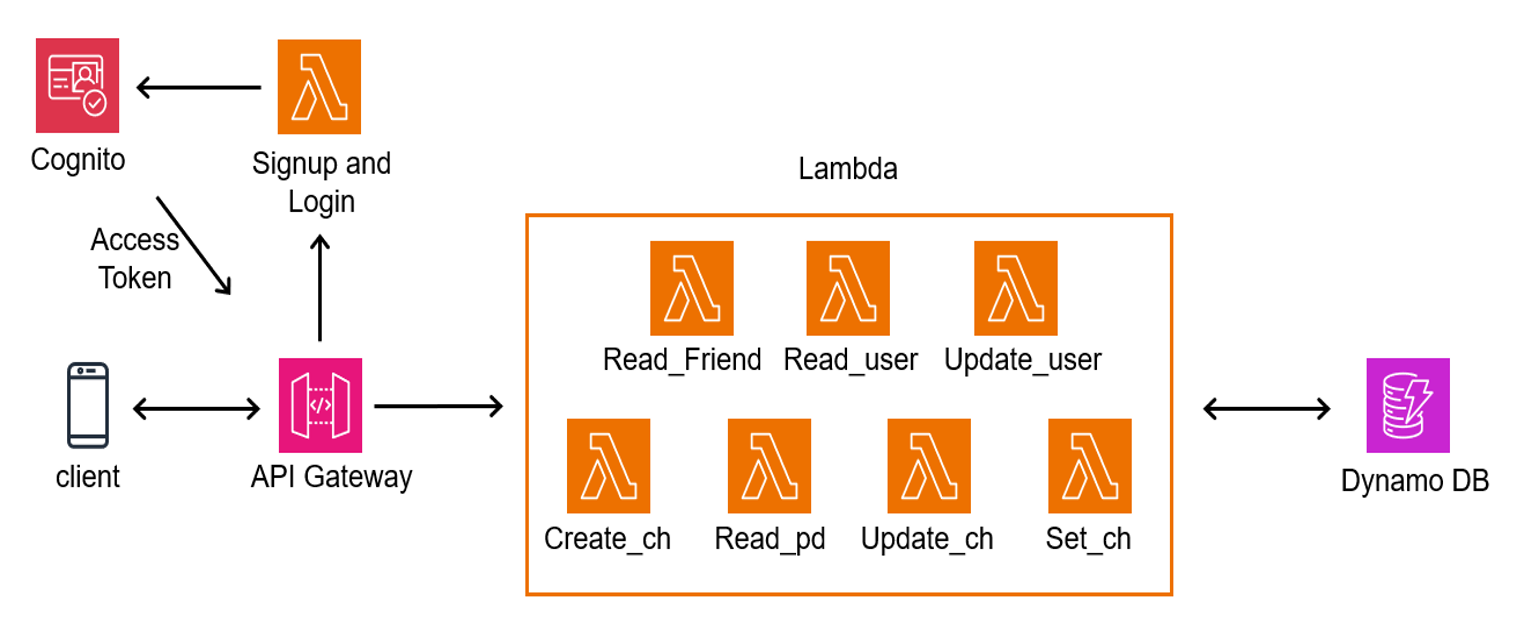 Cognito
Signup and
Login
Lambda
Access
Token
Read_Friend
Read_user
Update_user
client
API Gateway
Create_ch
Read_pd
Update_ch
Set_ch
Dynamo DB